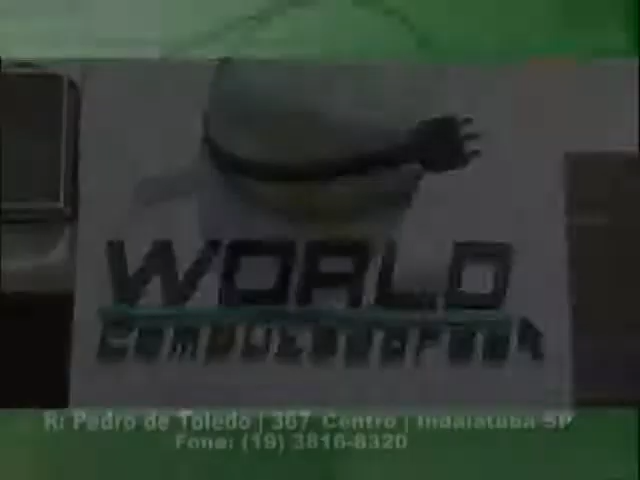 WORLD
R: Pedro de Toledo | 367 Centro | Indaiatuba SP
Fone: (19) 3816-8320